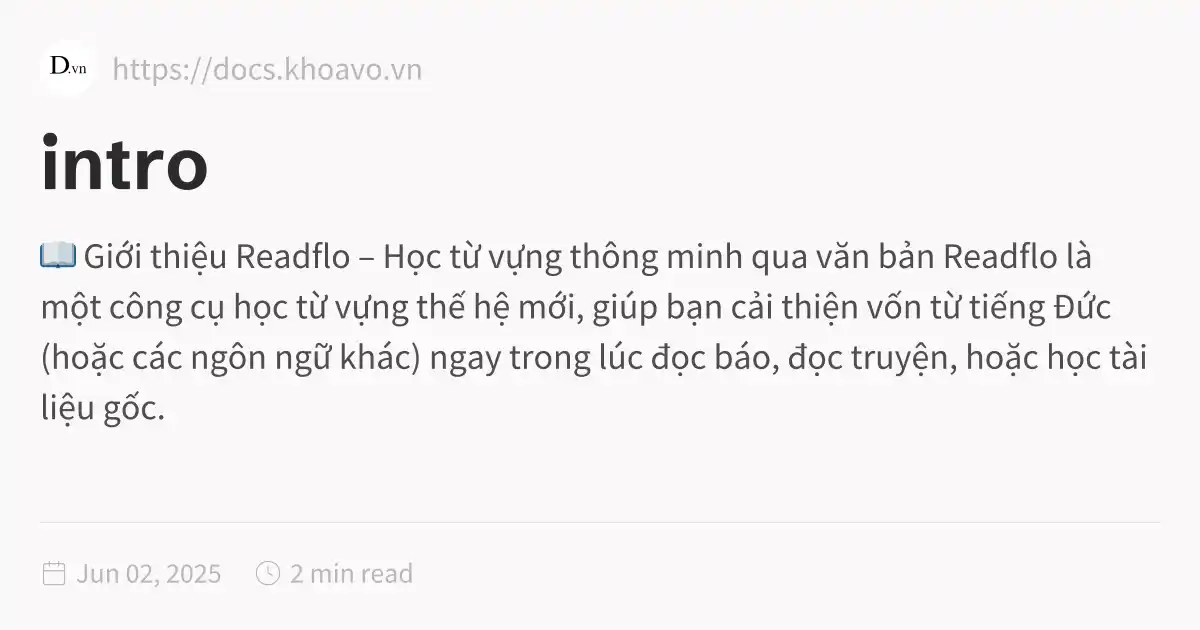 D.vn https://docs.khoavo.vn
intro
📖 Giới thiệu Readflo – Học từ vựng thông minh qua văn bản Readflo là
một công cụ học từ vựng thế hệ mới, giúp bạn cải thiện vốn từ tiếng Đức
(hoặc các ngôn ngữ khác) ngay trong lúc đọc báo, đọc truyện, hoặc học tài
liệu gốc.
Jun 02, 2025 2 min read